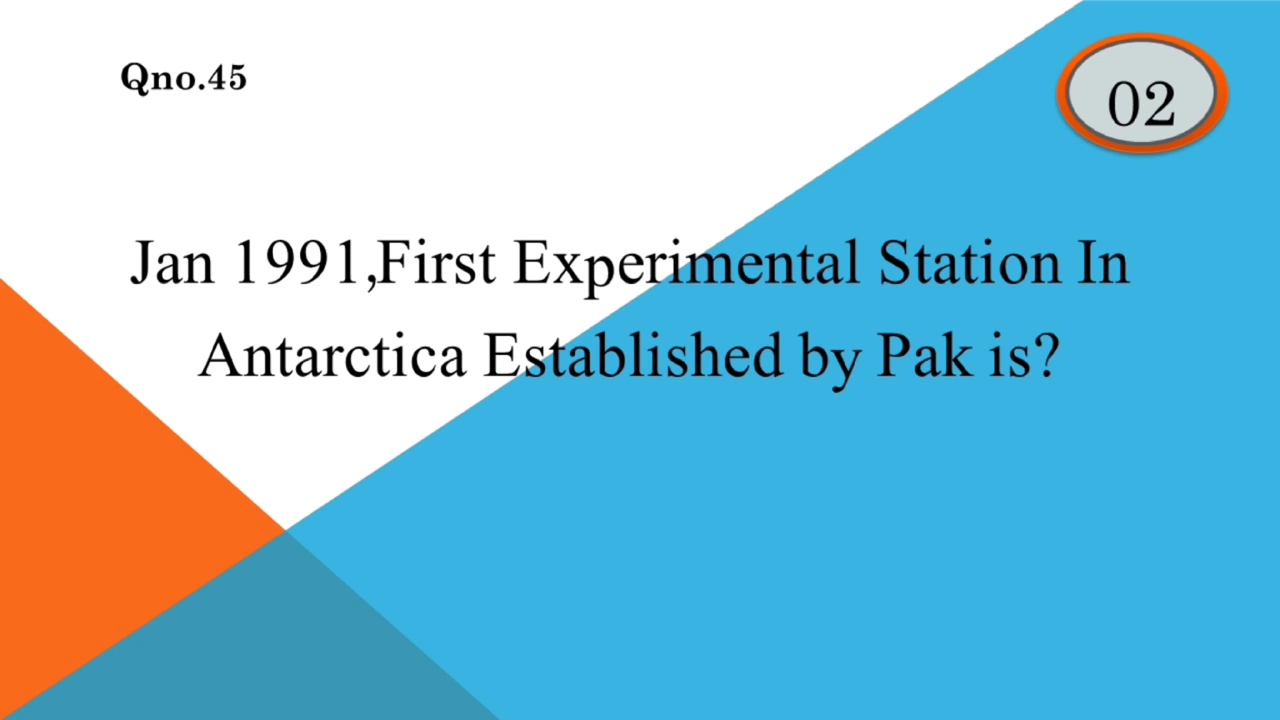 Qno.45
02
Jan 1991,First Experimental Station In
Antarctica Established by Pak is?